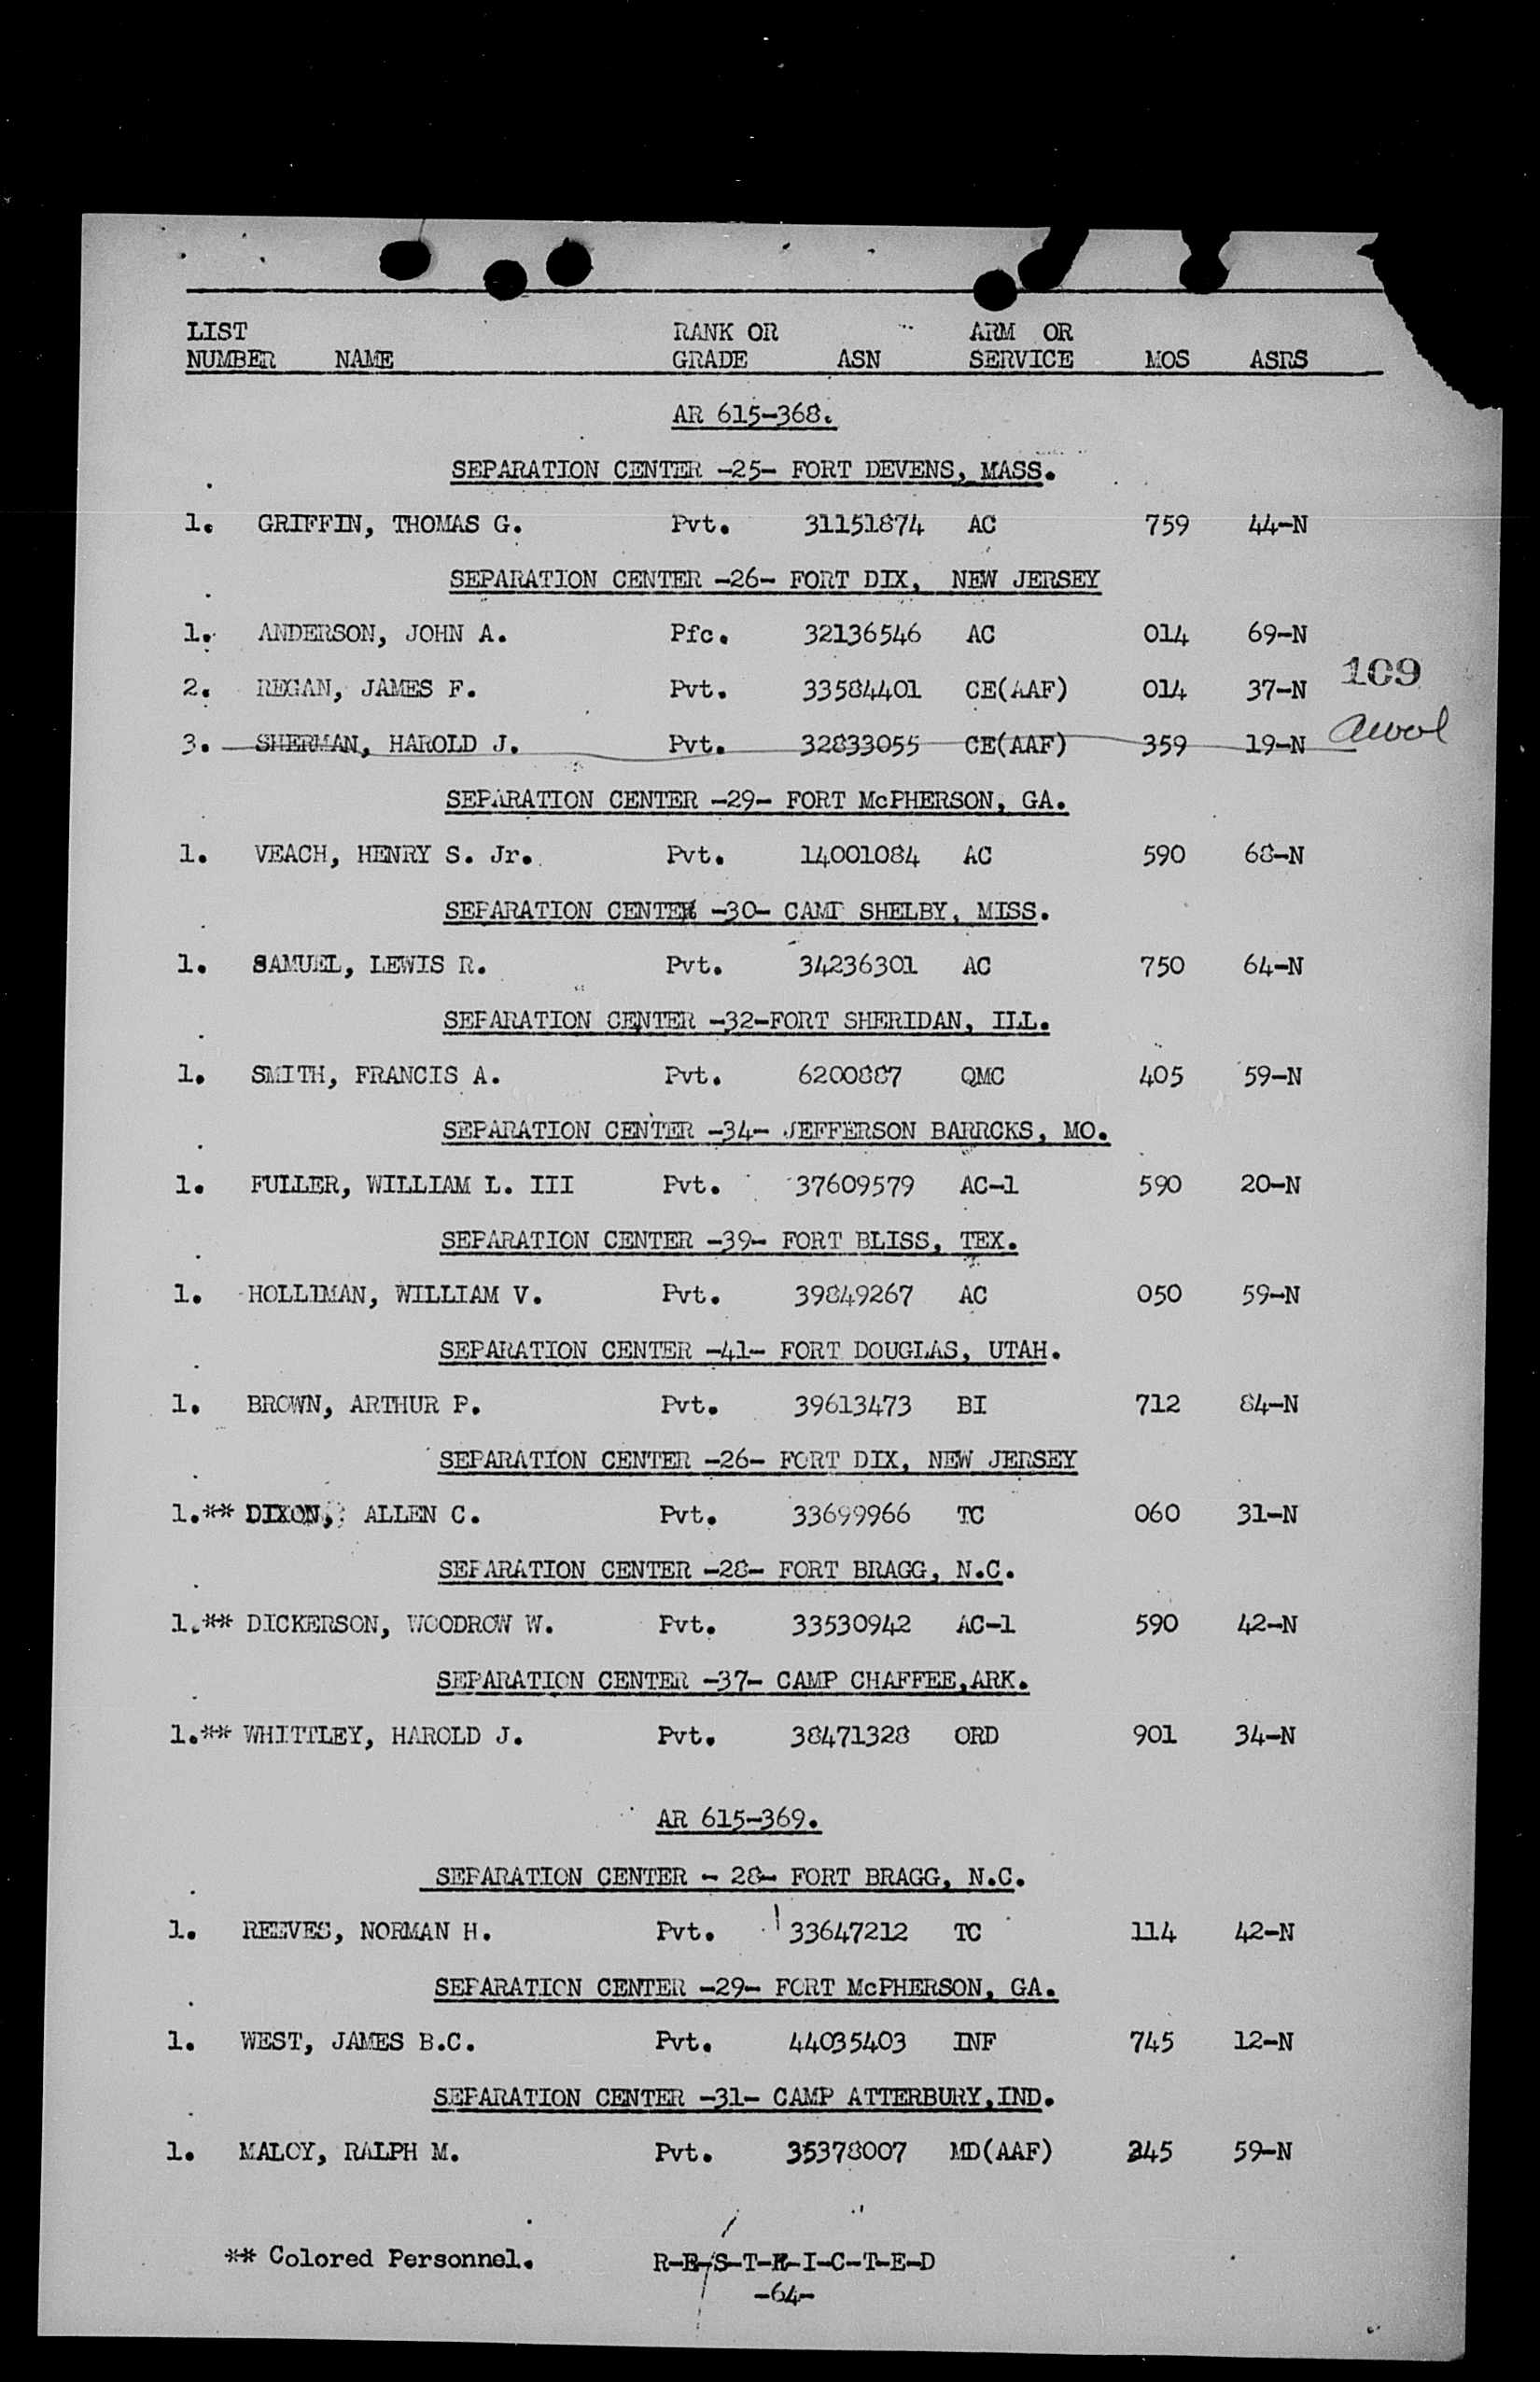 LIST RANK OR ARM OR
NUMBER NAME GRADE ASN SERVICE MOS ASRS
AR 615-368.
SEPARATION CENTER -25- FORT DEVENS, MASS.
1. GRIFFIN, THOMAS G. Pvt. 31151874 AC 759 44-N
SEPARATION CENTER -26- FORT DIX, NEW JERSEY
1. ANDERSON, JOHN A. Pfc. 32136546 AC 014 69-N
109
2. REGAN, JAMES F. Pvt. 33584401 CE(AAF) 014 37-N
3. SHERMAN, HAROLD J. Pvt. 32833055 CE(AAF) 359 19-N awol
SEPARATION CENTER -29- FORT McPHERSON, GA.
1. VEACH, HENRY S. Jr. Pvt. 14001084 AC 590 68-N
SEPARATION CENTER -30- CAMP SHELBY, MISS.
1. SAMUEL, LEWIS R. Pvt. 34236301 AC 750 64-N
SEPARATION CENTER -32-FORT SHERIDAN, ILL.
1. SMITH, FRANCIS A. Pvt. 6200887 QMC 405 59-N
SEPARATION CENTER -34- JEFFERSON BARRCKS, MO.
1. FULLER, WILLIAM L. III Pvt. 37609579 AC-1 590 20-N
SEPARATION CENTER -39- FORT BLISS, TEX.
1. HOLLIMAN, WILLIAM V. Pvt. 39849267 AC 050 59-N
SEPARATION CENTER -41- FORT DOUGLAS, UTAH.
1. BROWN, ARTHUR P. Pvt. 39613473 BI 712 84-N
SEPARATION CENTER -26- FORT DIX, NEW JERSEY
1.** DIXON, ALLEN C. Pvt. 33699966 TC 060 31-N
SEPARATION CENTER -28- FORT BRAGG, N.C.
1.** DICKERSON, WOODROW W. Pvt. 33530942 AC-1 590 42-N
SEPARATION CENTER -37- CAMP CHAFFEE,ARK.
1.** WHITTLEY, HAROLD J. Pvt. 38471328 ORD 901 34-N
AR 615-369.
SEPARATION CENTER - 28- FORT BRAGG, N.C.
1. REEVES, NORMAN H. Pvt. 33647212 TC 114 42-N
SEPARATION CENTER -29- FORT McPHERSON, GA.
1. WEST, JAMES B.C. Pvt. 44035403 INF 745 12-N
SEPARATION CENTER -31- CAMP ATTERBURY,IND.
1. MALOY, RALPH M. Pvt. 35378007 MD(AAF) 345 59-N
** Colored Personnel. R-E-S-T-R-I-C-T-E-D
-64-